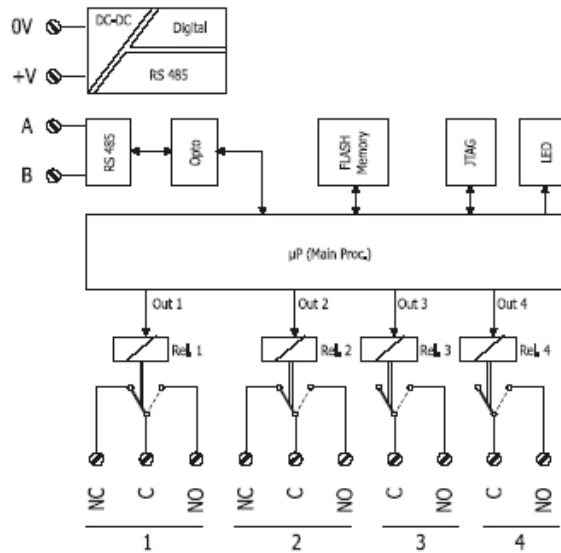 0V
DC-DC
Digital
+V
RS 485
A
B
RS 485
Opto
FLASH
Memory
JTAG
LED
µP (Main Proc.)
Out 1
Out 2
Out 3
Out 4
Rel. 1
Rel. 2
Rel. 3
Rel. 4
NC
C
NO
NC
C
NO
C
NO
C
NO
1
2
3
4